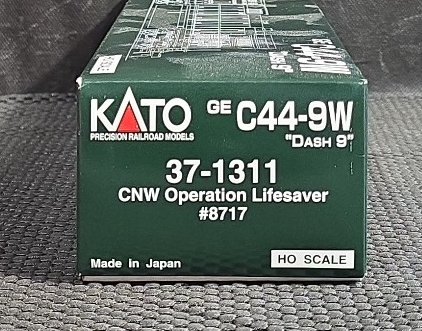 KATO
PRECISION RAILROAD MODELS
GE C44-9W
"DASH 9"
37-1311
CNW Operation Lifesaver
#8717
Made in Japan
HO SCALE